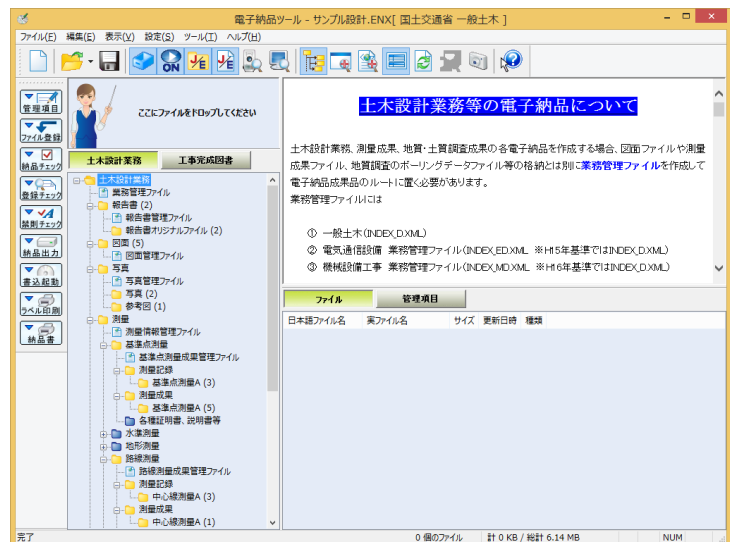 電子納品ツール - サンプル設計.ENX[ 国土交通省 一般土木 ]
ファイル(F) 編集(E) 表示(V) 設定(S) ツール(T) ヘルプ(H)
ON
管理項目
ファイル登録
納品チェック
登録チェック
禁則チェック
納品出力
書込起動
ラベル印刷
納品書
ここにファイルをドロップしてください
土木設計業務 工事完成図書
土木設計業務
業務管理ファイル
報告書 (2)
報告書管理ファイル
報告書オリジナルファイル (2)
図面 (5)
図面管理ファイル
写真
写真管理ファイル
写真 (2)
参考図 (1)
測量
測量情報管理ファイル
基準点測量
基準点測量成果管理ファイル
測量記録
基準点測量A (3)
測量成果
基準点測量A (5)
各種証明書、説明書等
水準測量
地形測量
路線測量
路線測量成果管理ファイル
測量記録
中心線測量A (3)
測量成果
中心線測量A (1)
土木設計業務等の電子納品について
土木設計業務、測量成果、地質・土質調査成果の各電子納品を作成する場合、図面ファイルや測量
成果ファイル、地質調査のボーリングデータファイル等の格納とは別に業務管理ファイルを作成して
電子納品成果品のルートに置く必要があります。
業務管理ファイルには
① 一般土木(INDEX_D.XML)
② 電気通信設備 業務管理ファイル(INDEX_ED.XML ※H15年基準ではINDEX_D.XML)
③ 機械設備工事 業務管理ファイル(INDEX_MD.XML ※H16年基準ではINDEX_D.XML)
ファイル 管理項目
日本語ファイル名 実ファイル名 サイズ 更新日時 種類
完了 0 個のファイル 計 0 KB / 総計 6.14 MB NUM